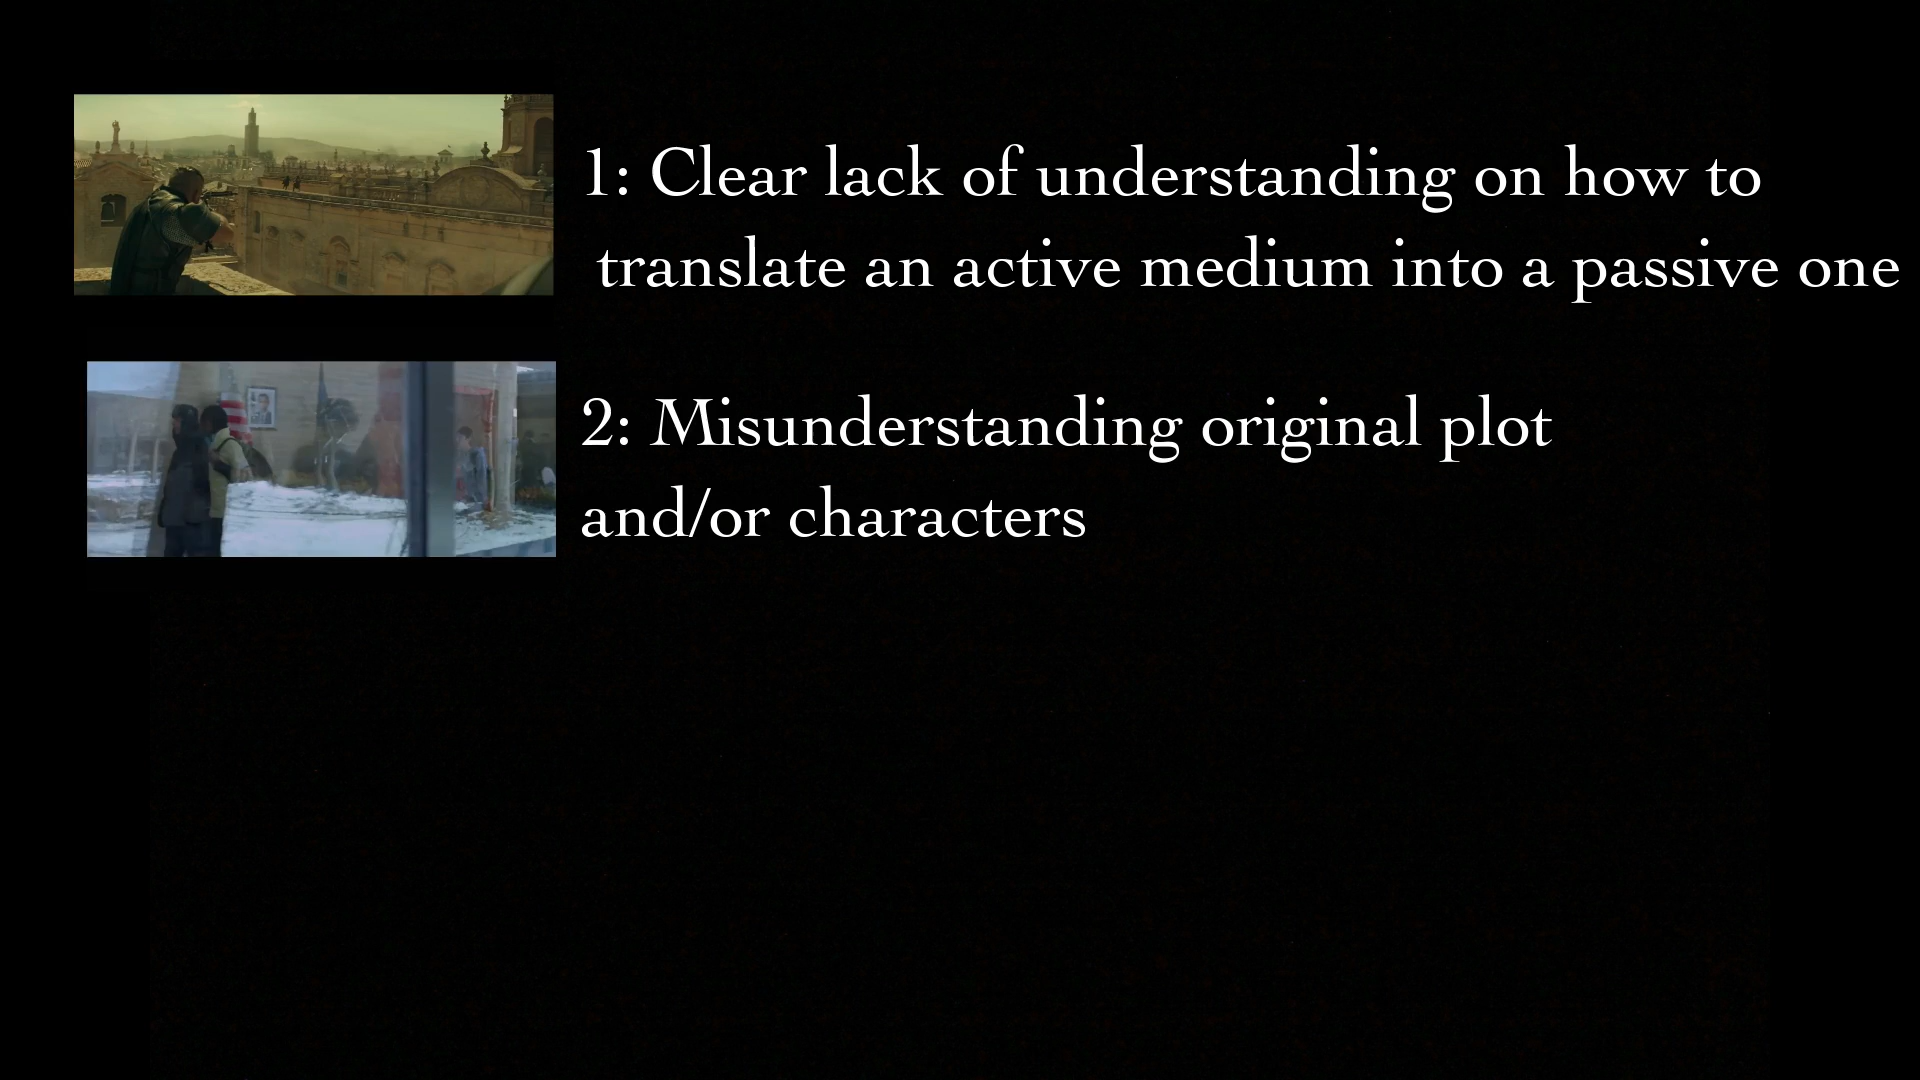 1: Clear lack of understanding on how to
translate an active medium into a passive one
2: Misunderstanding original plot
and/or characters